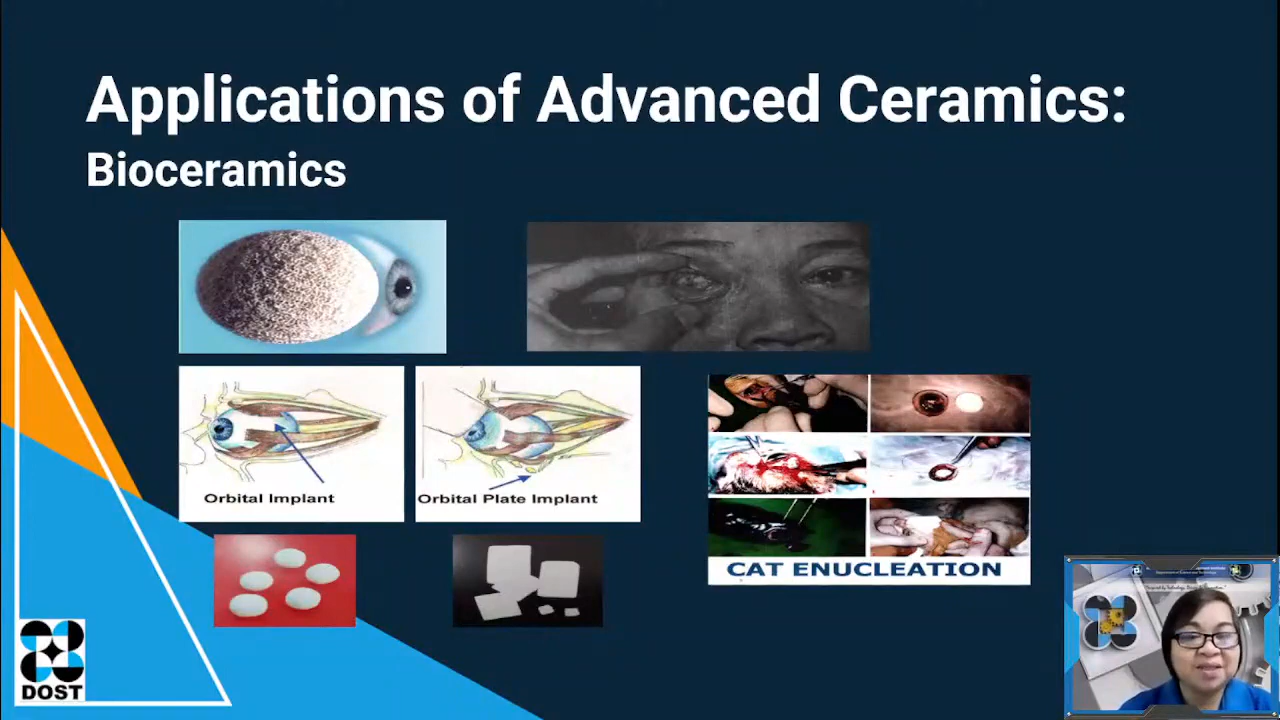 Applications of Advanced Ceramics:
Bioceramics
Orbital Implant
Orbital Plate Implant
CAT ENUCLEATION
DOST